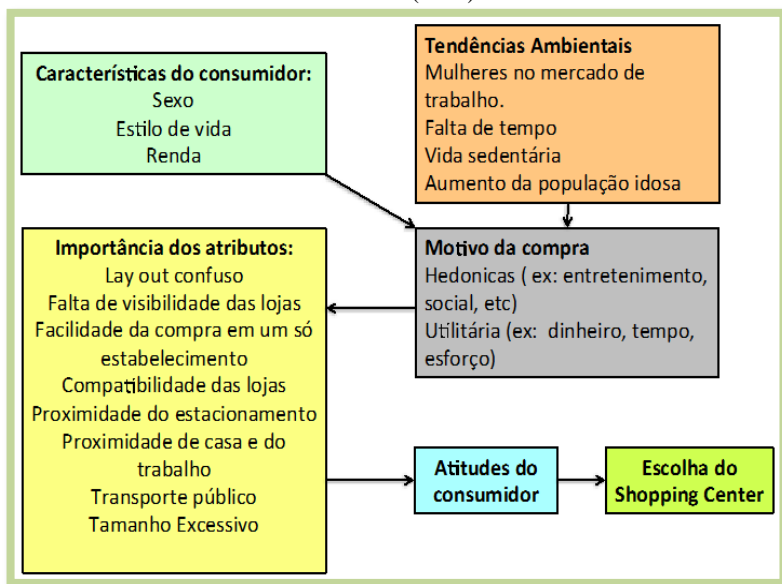 Características do consumidor:
Sexo
Estilo de vida
Renda
Tendências Ambientais
Mulheres no mercado de
trabalho.
Falta de tempo
Vida sedentária
Aumento da população idosa
Importância dos atributos:
Lay out confuso
Falta de visibilidade das lojas
Facilidade da compra em um só
estabelecimento
Compatibilidade das lojas
Proximidade do estacionamento
Proximidade de casa e do
trabalho
Transporte público
Tamanho Excessivo
Motivo da compra
Hedonicas ( ex: entretenimento,
social, etc)
Utilitária (ex: dinheiro, tempo,
esforço)
Atitudes do
consumidor
Escolha do
Shopping Center